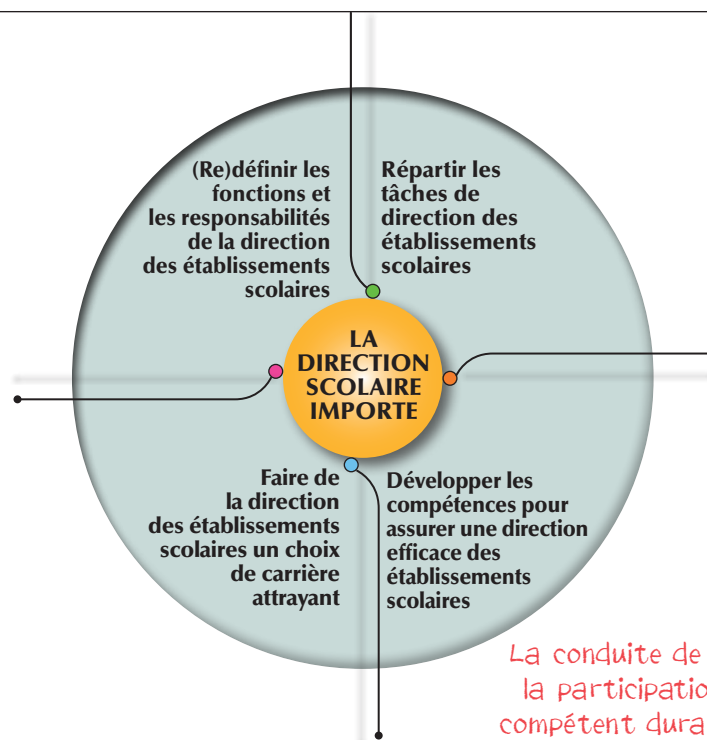 (Re)définir les
fonctions et
les responsabilités
de la direction
des établissements
scolaires
Répartir les
tâches de
direction des
établissements
scolaires
LA
DIRECTION
SCOLAIRE
IMPORTE
Faire de
la direction
des établissements
scolaires un choix
de carrière
attrayant
Développer les
compétences pour
assurer une direction
efficace des
établissements
scolaires
La conduite de
la participatio
compétent dura